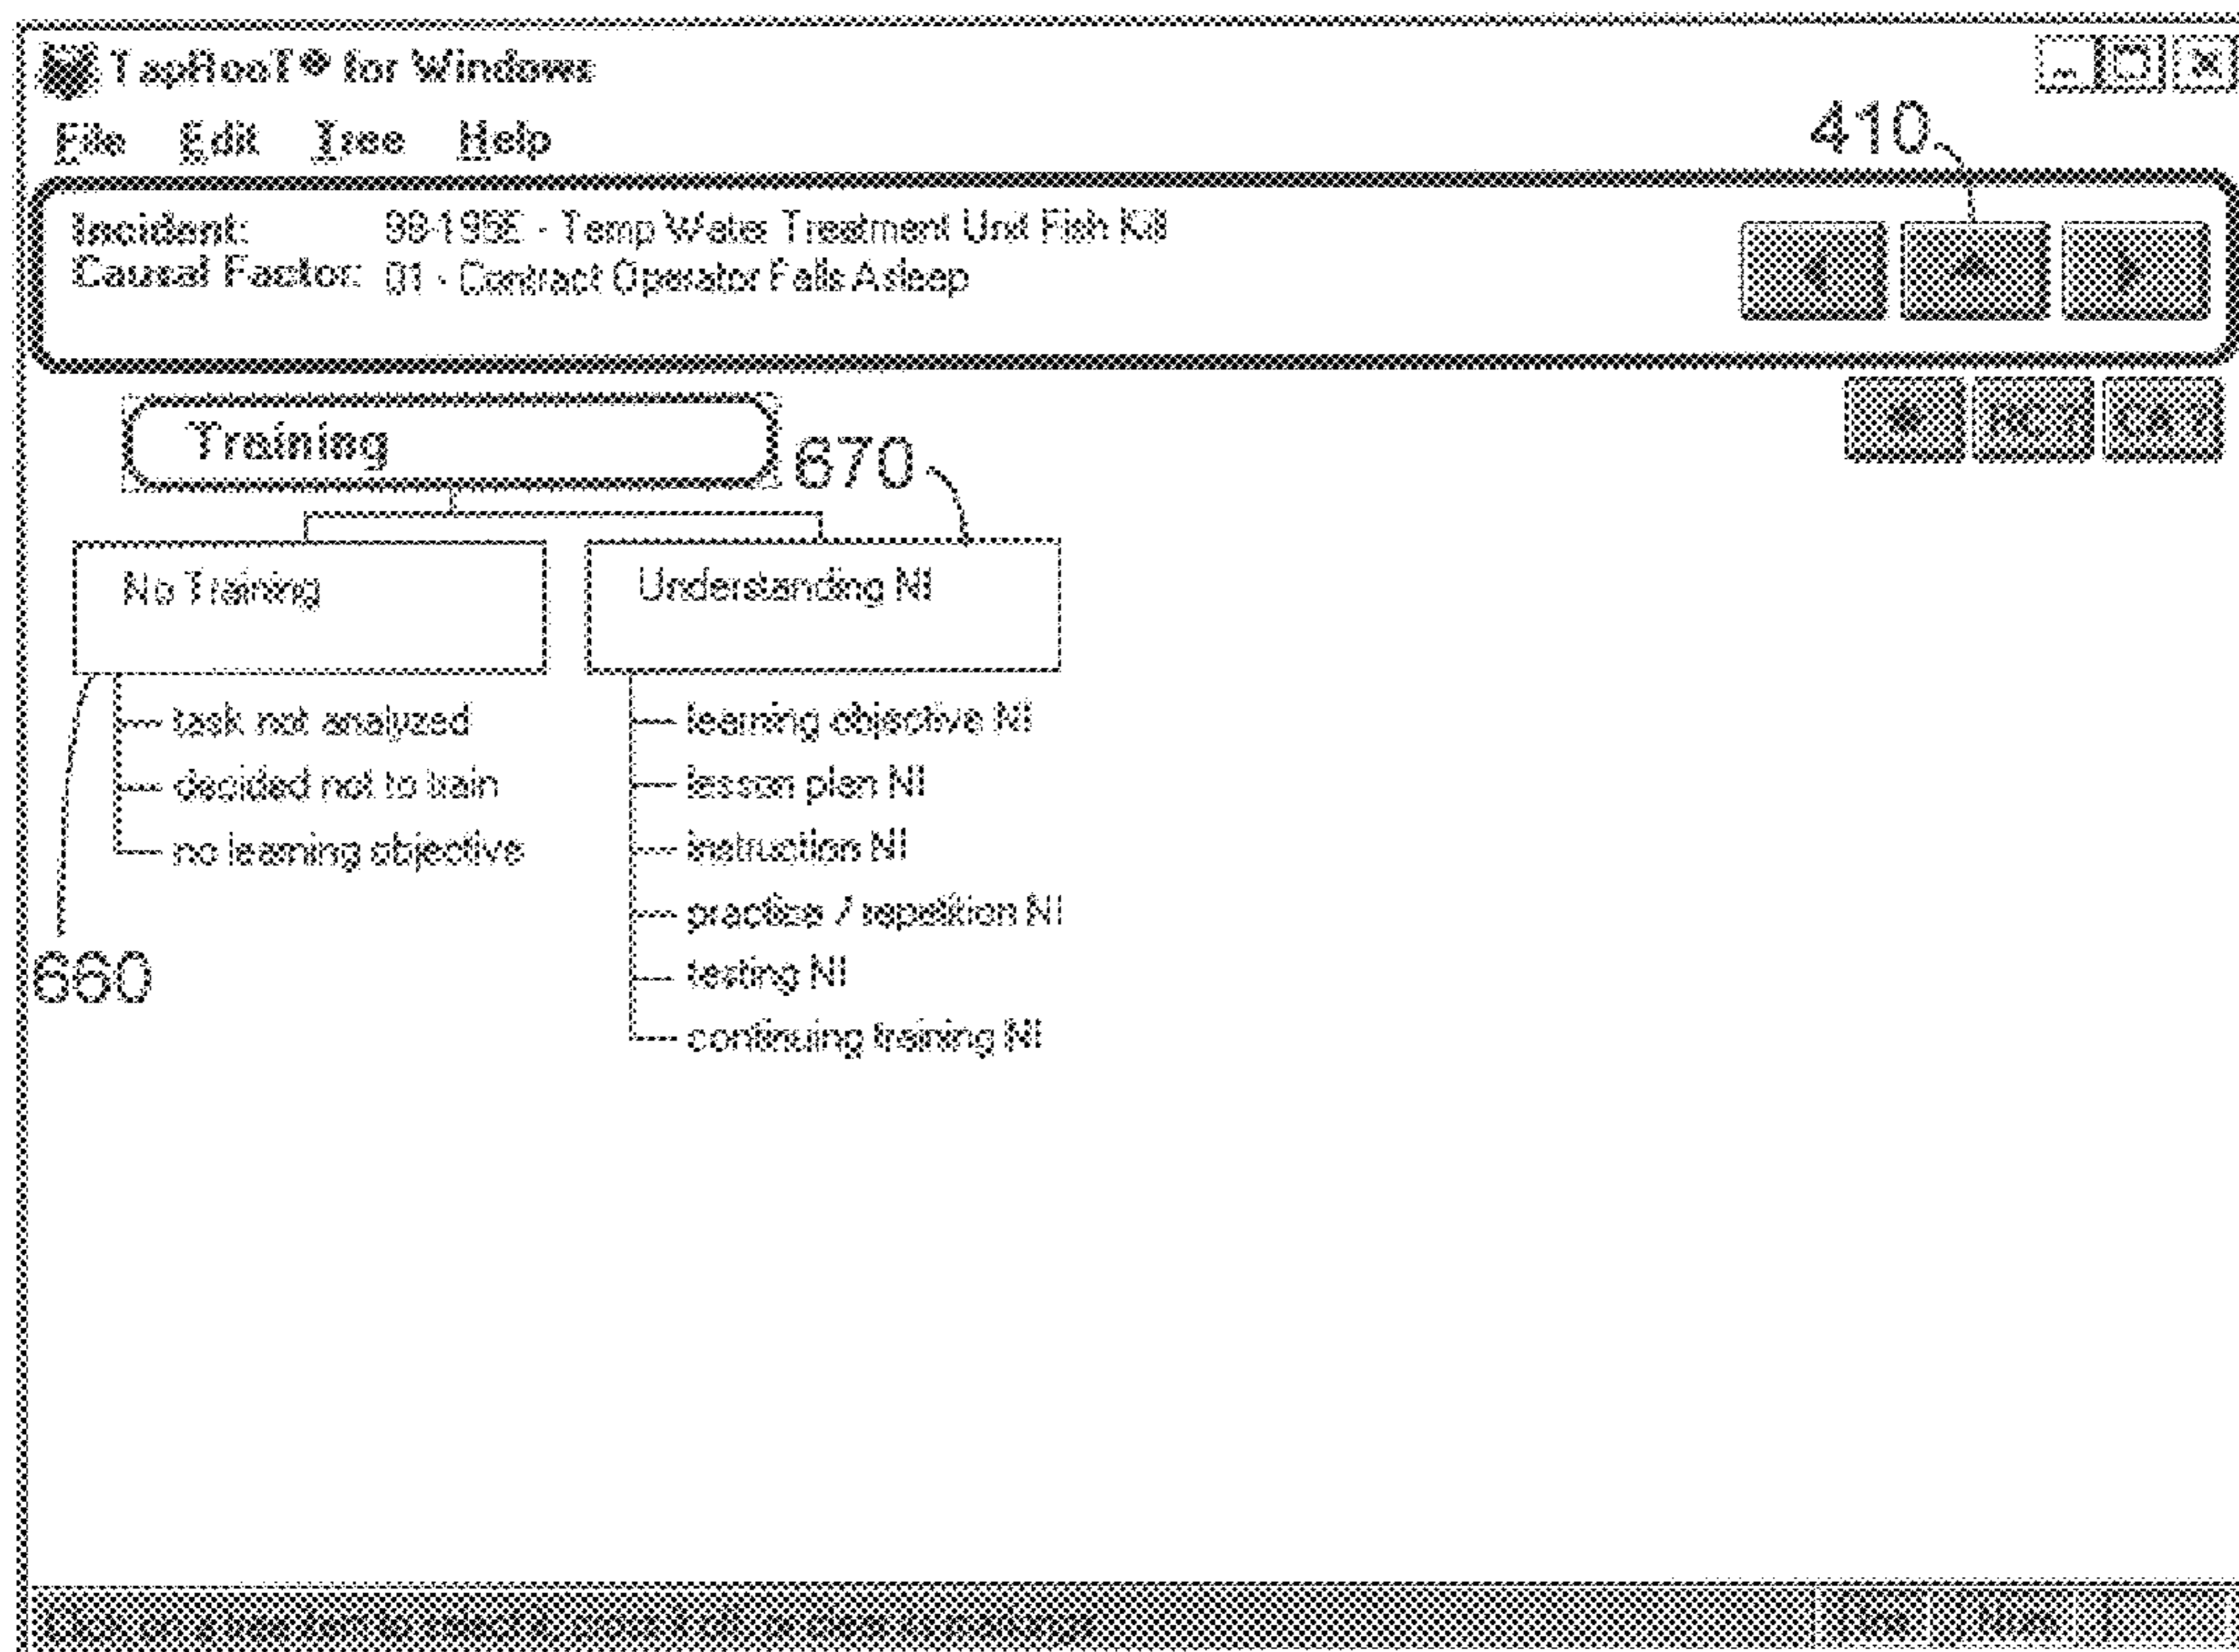 TapRooT® for Windows
File Edit Tree Help
410
Incident: 99-195E - Temp Water Treatment Unit Fish Kill
Causal Factor: 01 - Contract Operator Falls Asleep
Training
670
No Training
Understanding NI
task not analyzed
decided not to train
no learning objective
learning objective NI
lesson plan NI
instruction NI
practice / repetition NI
testing NI
continuing training NI
660